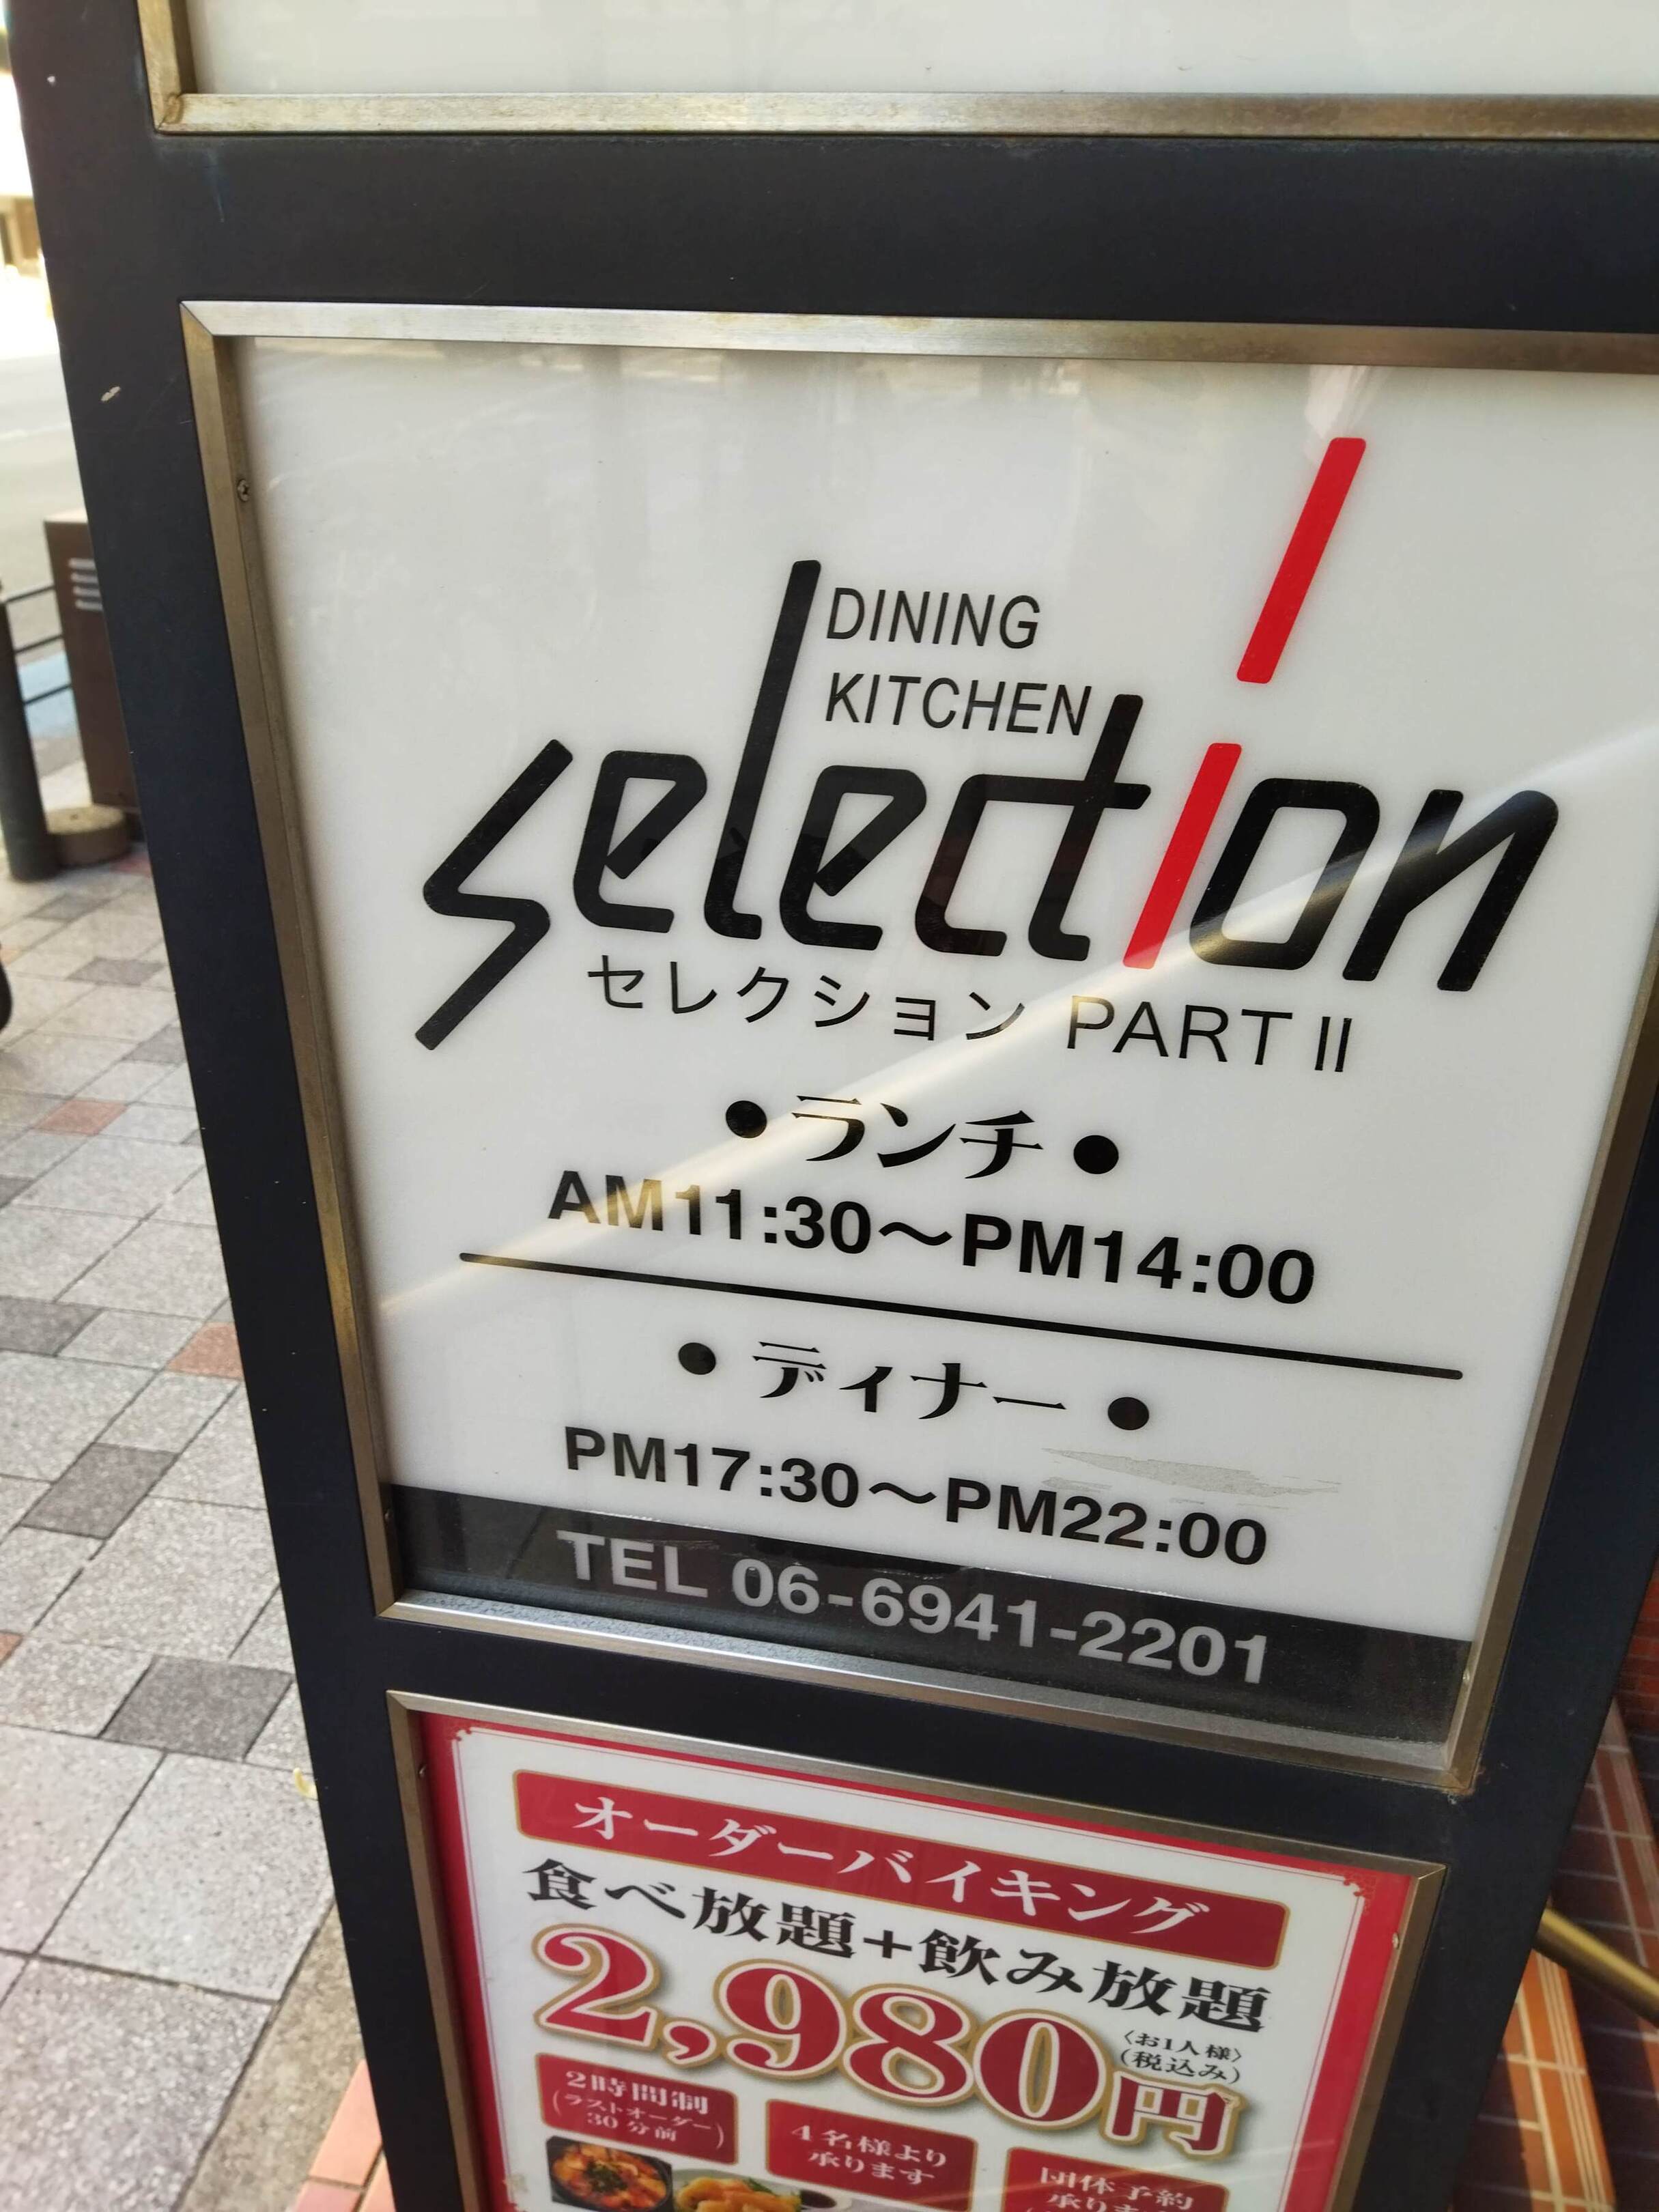 DINING
KITCHEN
selection
セレクション PART II
●ランチ●
AM11:30～PM14:00
●ディナー●
PM17:30～PM22:00
TEL 06-6941-2201
オーダーバイキング
食べ放題+飲み放題
2,980円
〈お1人様〉
(税込み)
2時間制
(ラストオーダー)
30分前
4名様より
承ります
団体予約